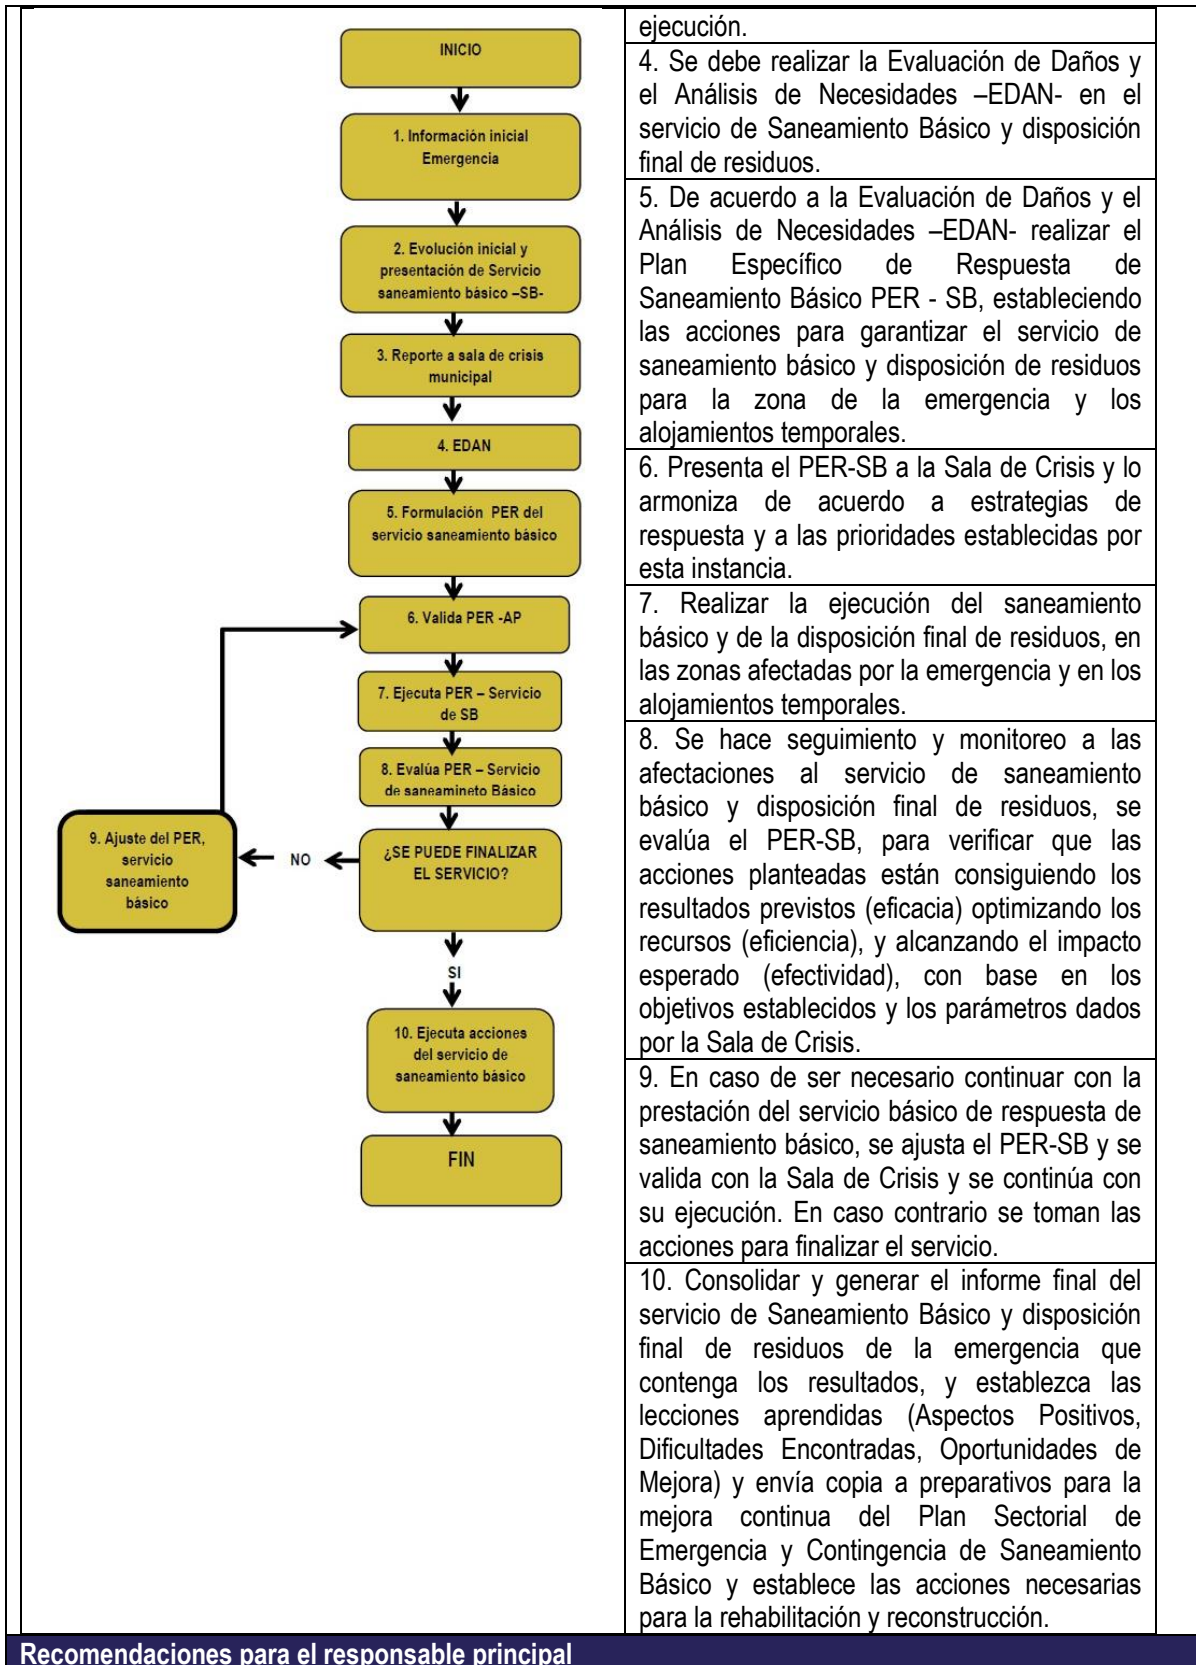 INICIO
1. Información inicial
Emergencia
2. Evolución inicial y
presentación de Servicio
saneamiento básico –SB-
3. Reporte a sala de crisis
municipal
4. EDAN
5. Formulación PER del
servicio saneamiento básico
6. Valida PER -AP
7. Ejecuta PER – Servicio
de SB
8. Evalúa PER – Servicio
de saneamineto Básico
¿SE PUEDE FINALIZAR
EL SERVICIO?
NO
9. Ajuste del PER,
servicio
saneamiento
básico
SI
10. Ejecuta acciones
del servicio de
saneamiento básico
FIN
ejecución.
4. Se debe realizar la Evaluación de Daños y
el Análisis de Necesidades –EDAN- en el
servicio de Saneamiento Básico y disposición
final de residuos.
5. De acuerdo a la Evaluación de Daños y el
Análisis de Necesidades –EDAN- realizar el
Plan Específico de Respuesta de
Saneamiento Básico PER - SB, estableciendo
las acciones para garantizar el servicio de
saneamiento básico y disposición de residuos
para la zona de la emergencia y los
alojamientos temporales.
6. Presenta el PER-SB a la Sala de Crisis y lo
armoniza de acuerdo a estrategias de
respuesta y a las prioridades establecidas por
esta instancia.
7. Realizar la ejecución del saneamiento
básico y de la disposición final de residuos, en
las zonas afectadas por la emergencia y en los
alojamientos temporales.
8. Se hace seguimiento y monitoreo a las
afectaciones al servicio de saneamiento
básico y disposición final de residuos, se
evalúa el PER-SB, para verificar que las
acciones planteadas están consiguiendo los
resultados previstos (eficacia) optimizando los
recursos (eficiencia), y alcanzando el impacto
esperado (efectividad), con base en los
objetivos establecidos y los parámetros dados
por la Sala de Crisis.
9. En caso de ser necesario continuar con la
prestación del servicio básico de respuesta de
saneamiento básico, se ajusta el PER-SB y se
valida con la Sala de Crisis y se continúa con
su ejecución. En caso contrario se toman las
acciones para finalizar el servicio.
10. Consolidar y generar el informe final del
servicio de Saneamiento Básico y disposición
final de residuos de la emergencia que
contenga los resultados, y establezca las
lecciones aprendidas (Aspectos Positivos,
Dificultades Encontradas, Oportunidades de
Mejora) y envía copia a preparativos para la
mejora continua del Plan Sectorial de
Emergencia y Contingencia de Saneamiento
Básico y establece las acciones necesarias
para la rehabilitación y reconstrucción.
Recomendaciones para el responsable principal